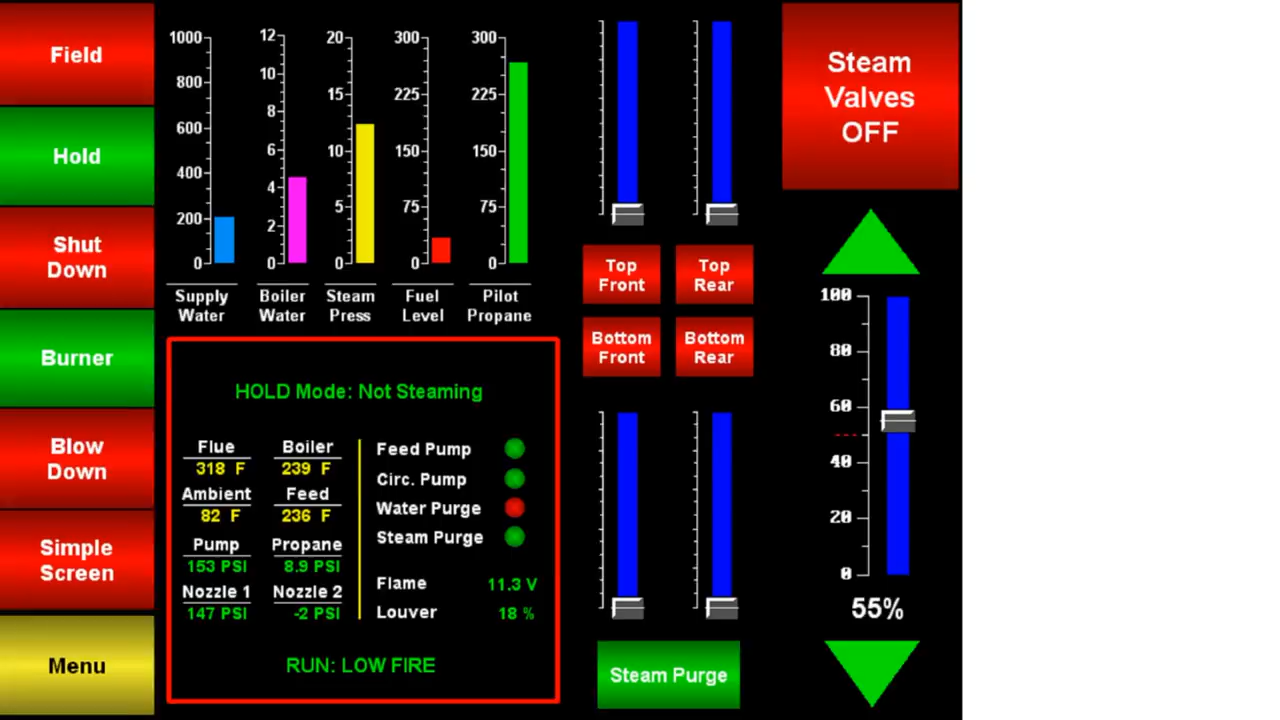 Field
Hold
Shut
Down
Burner
Blow
Down
Simple
Screen
Menu
1000
800
600
400
200
0
Supply
Water
12
10
8
6
4
2
0
Boiler
Water
20
15
10
5
0
Steam
Press
300
225
150
75
0
Fuel
Level
300
225
150
75
0
Pilot
Propane
HOLD Mode: Not Steaming
Flue
318 F
Boiler
239 F
Ambient
82 F
Feed
236 F
Pump
153 PSI
Propane
8.9 PSI
Nozzle 1
147 PSI
Nozzle 2
-2 PSI
Feed Pump
Circ. Pump
Water Purge
Steam Purge
Flame 11.3 V
Louver 18 %
RUN: LOW FIRE
Top
Front
Top
Rear
Bottom
Front
Bottom
Rear
Steam Purge
Steam
Valves
OFF
100
80
60
40
20
0
55%